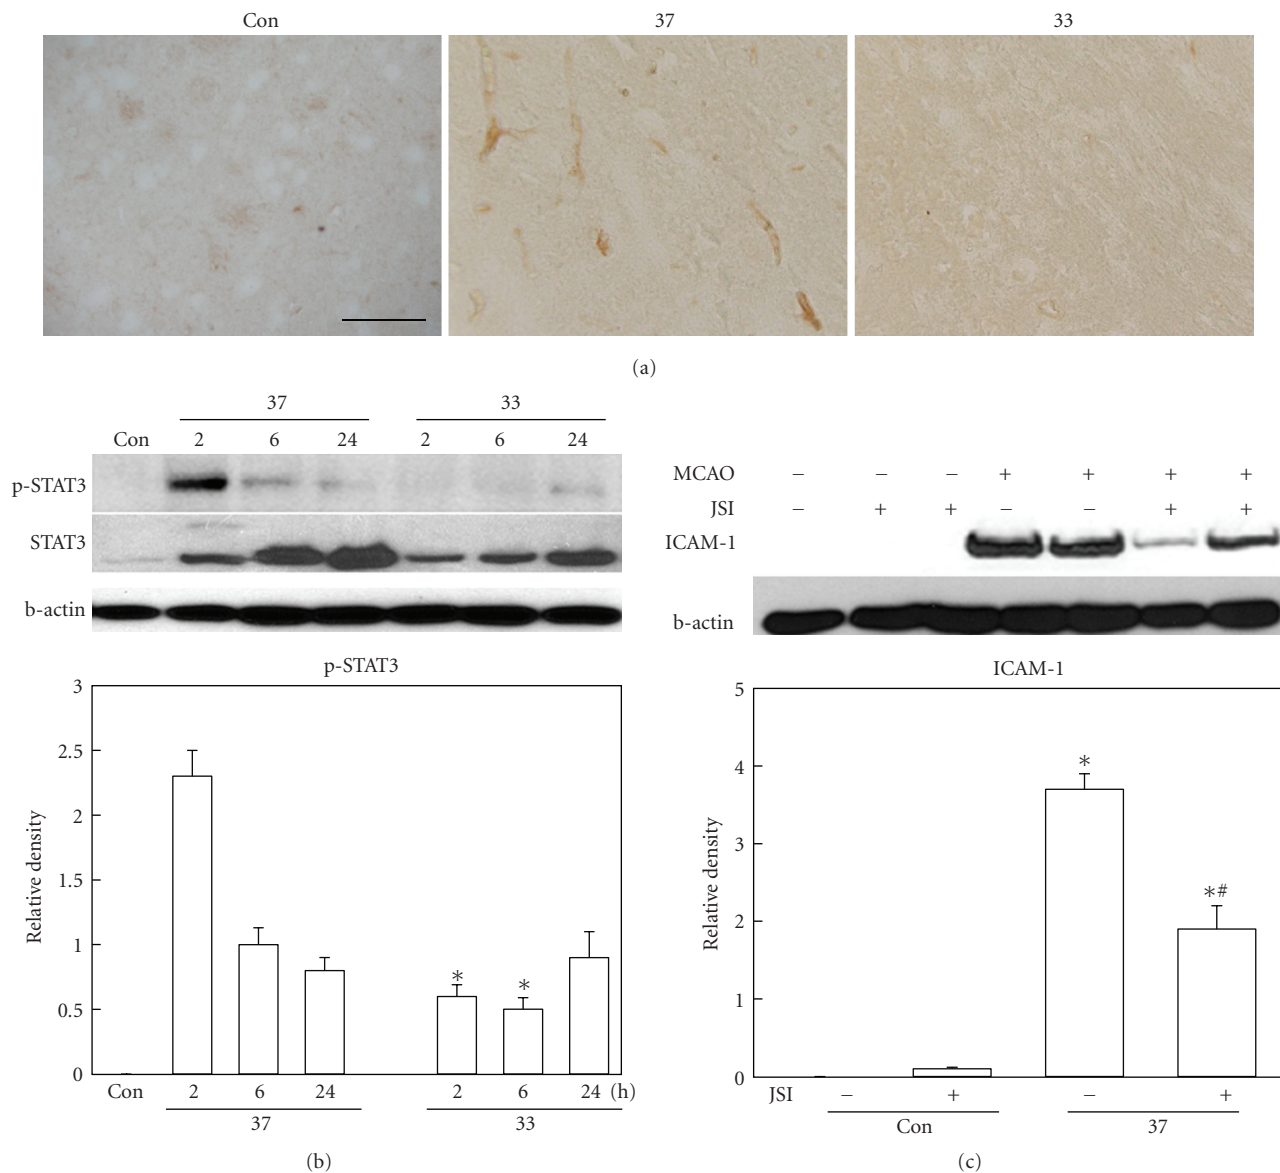 Con 37 33
(a)
37 33
Con 2 6 24 2 6 24
p-STAT3
STAT3
b-actin
p-STAT3
3
2.5
2
1.5
1
0.5
0
Relative density
* *
Con 2 6 24 2 6 24 (h)
37 33
(b)
MCAO − − − + + + +
JSI − + + − − + +
ICAM-1
b-actin
ICAM-1
5
4
3
2
1
0
Relative density
*
*#
JSI − + − +
Con 37
(c)